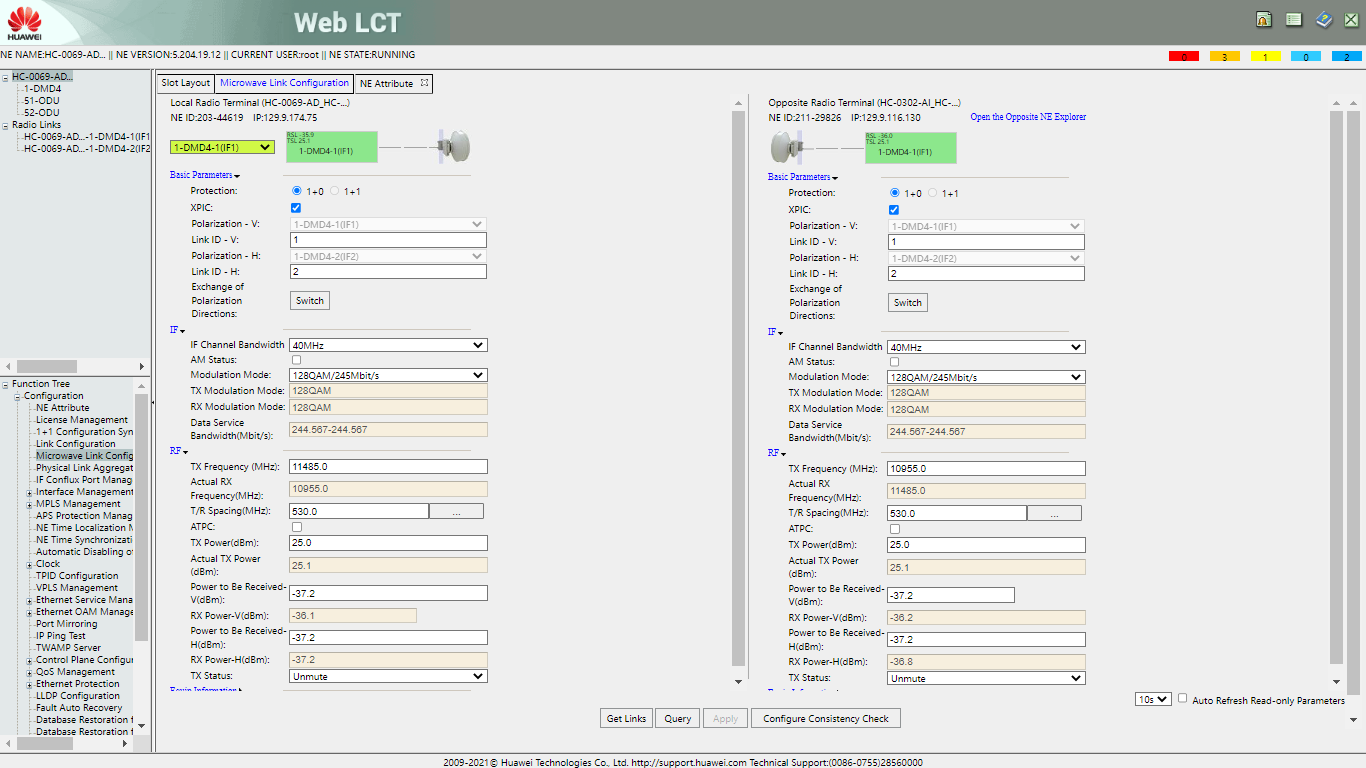 HUAWEI
Web LCT
NE NAME:HC-0069-AD... || NE VERSION:5.204.19.12 || CURRENT USER:root || NE STATE:RUNNING
0 3 1 0 2
HC-0069-AD...
1-DMD4
51-ODU
52-ODU
Radio Links
HC-0069-AD...-1-DMD4-1(IF1
HC-0069-AD...-1-DMD4-2(IF2
Function Tree
Configuration
NE Attribute
License Management
1+1 Configuration Syn
Link Configuration
Microwave Link Config
Physical Link Aggregat
IF Conflux Port Manag
Interface Management
MPLS Management
APS Protection Manag
NE Time Localization M
NE Time Synchronizati
Automatic Disabling of
Clock
TPID Configuration
VPLS Management
Ethernet Service Mana
Ethernet OAM Manage
Port Mirroring
IP Ping Test
TWAMP Server
Control Plane Configur
QoS Management
Ethernet Protection
LLDP Configuration
Fault Auto Recovery
Database Restoration f
Database Restoration f
Slot Layout
Microwave Link Configuration
NE Attribute
Local Radio Terminal (HC-0069-AD_HC-...)
NE ID:203-44619 IP:129.9.174.75
1-DMD4-1(IF1)
RSL -35.9
TSL 25.1
1-DMD4-1(IF1)
Basic Parameters
Protection: 1+0 1+1
XPIC:
Polarization - V: 1-DMD4-1(IF1)
Link ID - V: 1
Polarization - H: 1-DMD4-2(IF2)
Link ID - H: 2
Exchange of
Polarization
Directions:
Switch
IF
IF Channel Bandwidth 40MHz
AM Status:
Modulation Mode: 128QAM/245Mbit/s
TX Modulation Mode: 128QAM
RX Modulation Mode: 128QAM
Data Service
Bandwidth(Mbit/s): 244.567-244.567
RF
TX Frequency (MHz): 11485.0
Actual RX
Frequency(MHz): 10955.0
T/R Spacing(MHz): 530.0 ...
ATPC:
TX Power(dBm): 25.0
Actual TX Power
(dBm): 25.1
Power to Be Received-
V(dBm): -37.2
RX Power-V(dBm): -36.1
Power to Be Received-
H(dBm): -37.2
RX Power-H(dBm): -37.2
TX Status: Unmute
Opposite Radio Terminal (HC-0302-AI_HC-...)
NE ID:211-29826 IP:129.9.116.130 Open the Opposite NE Explorer
RSL -36.0
TSL 25.1
1-DMD4-1(IF1)
Basic Parameters
Protection: 1+0 1+1
XPIC:
Polarization - V: 1-DMD4-1(IF1)
Link ID - V: 1
Polarization - H: 1-DMD4-2(IF2)
Link ID - H: 2
Exchange of
Polarization
Directions:
Switch
IF
IF Channel Bandwidth 40MHz
AM Status:
Modulation Mode: 128QAM/245Mbit/s
TX Modulation Mode: 128QAM
RX Modulation Mode: 128QAM
Data Service
Bandwidth(Mbit/s): 244.567-244.567
RF
TX Frequency (MHz): 10955.0
Actual RX
Frequency(MHz): 11485.0
T/R Spacing(MHz): 530.0 ...
ATPC:
TX Power(dBm): 25.0
Actual TX Power
(dBm): 25.1
Power to Be Received-
V(dBm): -37.2
RX Power-V(dBm): -36.2
Power to Be Received-
H(dBm): -37.2
RX Power-H(dBm): -36.8
TX Status: Unmute
10s Auto Refresh Read-only Parameters
Get Links Query Apply Configure Consistency Check
2009-2021© Huawei Technologies Co., Ltd. http://support.huawei.com Technical Support:(0086-0755)28560000